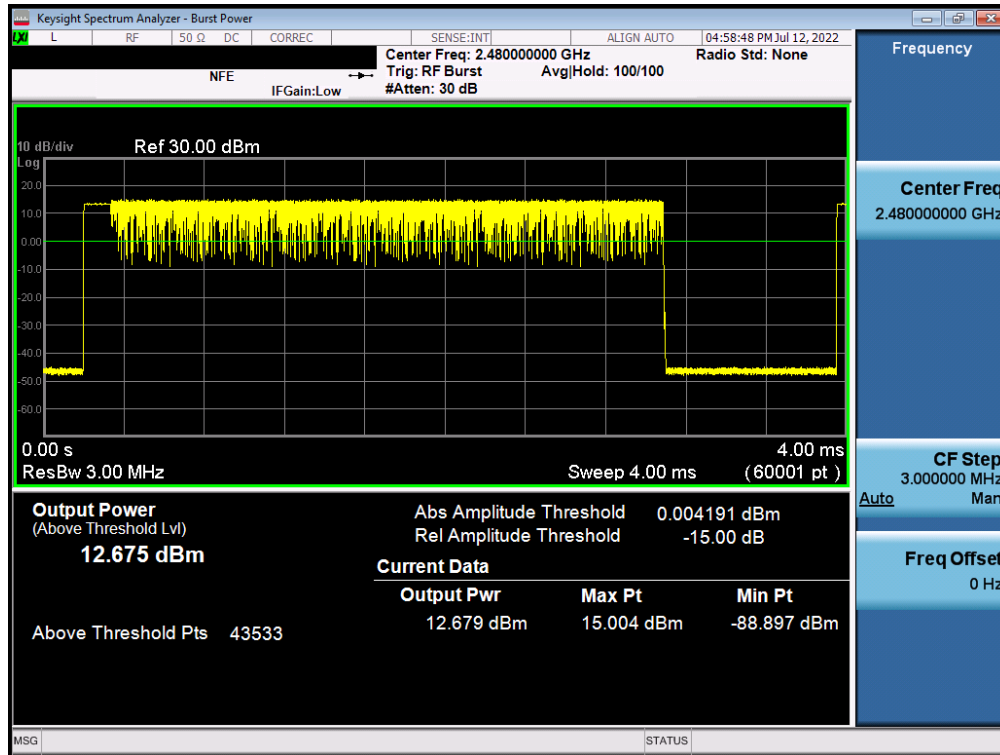 Keysight Spectrum Analyzer - Burst Power
LXI L RF 50 Ω DC CORREC SENSE:INT ALIGN AUTO 04:58:48 PM Jul 12, 2022
Center Freq: 2.480000000 GHz Radio Std: None
NFE Trig: RF Burst Avg|Hold: 100/100
IFGain:Low #Atten: 30 dB
10 dB/div Ref 30.00 dBm
Log
20.0
10.0
0.00
-10.0
-20.0
-30.0
-40.0
-50.0
-60.0
0.00 s 4.00 ms
ResBw 3.00 MHz Sweep 4.00 ms (60001 pt )
Output Power
(Above Threshold Lvl)
12.675 dBm
Above Threshold Pts 43533
Abs Amplitude Threshold 0.004191 dBm
Rel Amplitude Threshold -15.00 dB
Current Data
Output Pwr Max Pt Min Pt
12.679 dBm 15.004 dBm -88.897 dBm
Frequency
Center Freq
2.480000000 GHz
CF Step
3.000000 MHz
Auto Man
Freq Offset
0 Hz
MSG STATUS